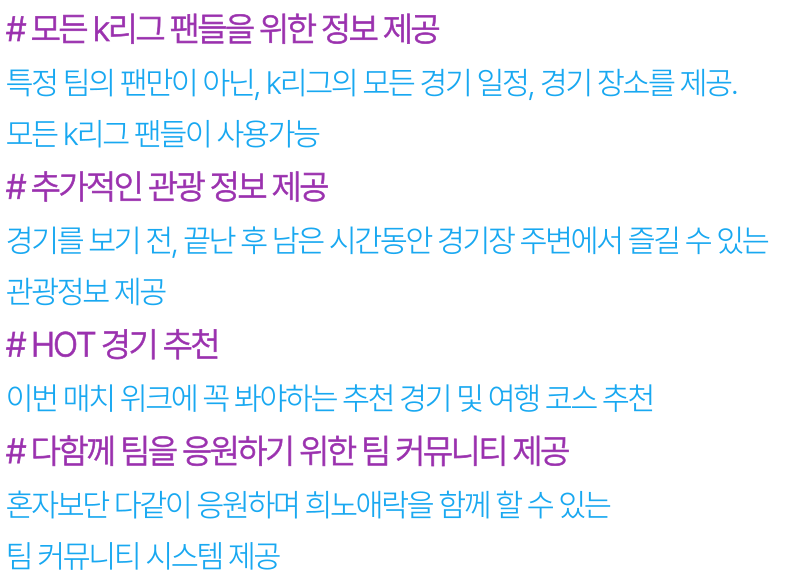 # 모든 k리그 팬들을 위한 정보 제공
특정 팀의 팬만이 아닌, k리그의 모든 경기 일정, 경기 장소를 제공.
모든 k리그 팬들이 사용가능
# 추가적인 관광 정보 제공
경기를 보기 전, 끝난 후 남은 시간동안 경기장 주변에서 즐길 수 있는
관광정보 제공
# HOT 경기 추천
이번 매치 위크에 꼭 봐야하는 추천 경기 및 여행 코스 추천
# 다함께 팀을 응원하기 위한 팀 커뮤니티 제공
혼자보단 다같이 응원하며 희노애락을 함께 할 수 있는
팀 커뮤니티 시스템 제공